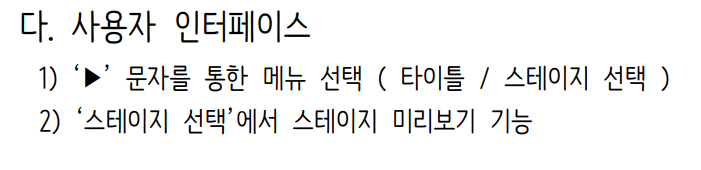 다. 사용자 인터페이스
1) ‘▶’ 문자를 통한 메뉴 선택 ( 타이틀 / 스테이지 선택 )
2) ‘스테이지 선택’에서 스테이지 미리보기 기능